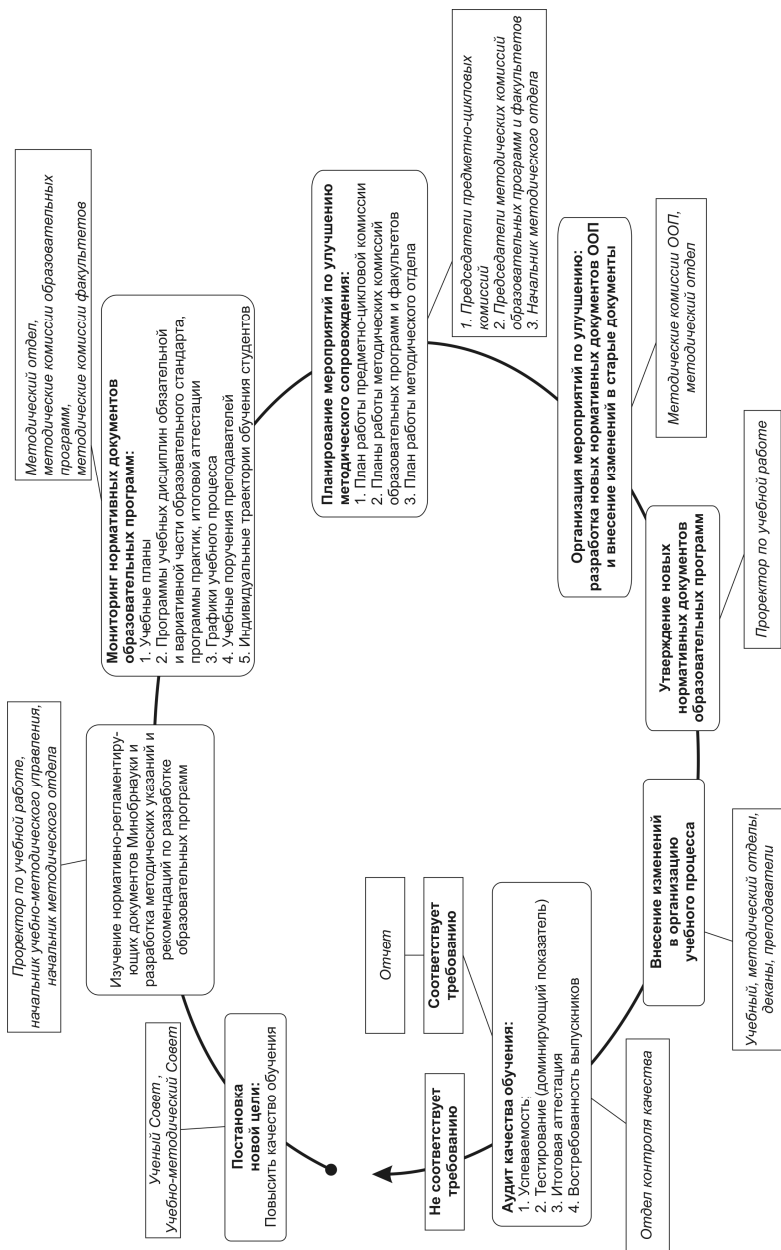 Ученый Совет,
Учебно-методический Совет
Постановка
новой цели:
Повысить качество обучения
Проректор по учебной работе,
начальник учебно-методического управления,
начальник методического отдела
Изучение нормативно-регламентирую-
ющих документов Минобрнауки и
разработка методических указаний и
рекомендаций по разработке
образовательных программ
Методический отдел,
методические комиссии образовательных
программ,
методические комиссии факультетов
Мониторинг нормативных документов
образовательных программ:
1. Учебные планы
2. Программы учебных дисциплин обязательной
и вариативной части образовательного стандарта,
программы практик, итоговой аттестации
3. Графики учебного процесса
4. Учебные поручения преподавателей
5. Индивидуальные траектории обучения студентов
Планирование мероприятий по улучшению
методического сопровождения:
1. План работы предметно-цикловой комиссии
2. Планы работы методических комиссий
образовательных программ и факультетов
3. План работы методического отдела
1. Председатели предметно-цикловых
комиссий
2. Председатели методических комиссий
образовательных программ и факультетов
3. Начальник методического отдела
Организация мероприятий по улучшению:
разработка новых нормативных документов ООП
и внесение изменений в старые документы
Методические комиссии ООП,
методический отдел
Утверждение новых
нормативных документов
образовательных программ
Проректор по учебной работе
Внесение изменений
в организацию
учебного процесса
Учебный, методический отделы,
деканы, преподаватели
Аудит качества обучения:
1. Успеваемость:
2. Тестирование (доминирующий показатель)
3. Итоговая аттестация
4. Востребованность выпускников
Отдел контроля качества
Отчет
Соответствует
требованию
Не соответствует
требованию